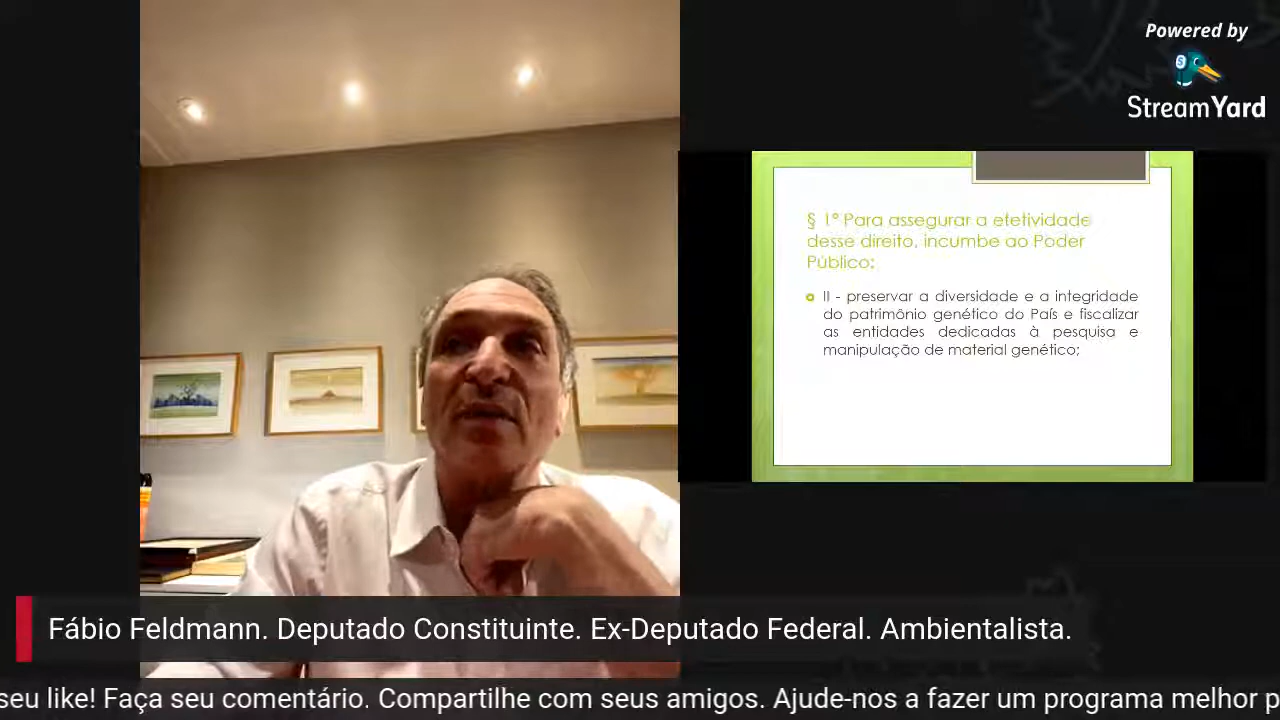 Powered by
StreamYard
§ 1º Para assegurar a efetividade
desse direito, incumbe ao Poder
Público:
II - preservar a diversidade e a integridade
do patrimônio genético do País e fiscalizar
as entidades dedicadas à pesquisa e
manipulação de material genético;
Fábio Feldmann. Deputado Constituinte. Ex-Deputado Federal. Ambientalista.
seu like! Faça seu comentário. Compartilhe com seus amigos. Ajude-nos a fazer um programa melhor p